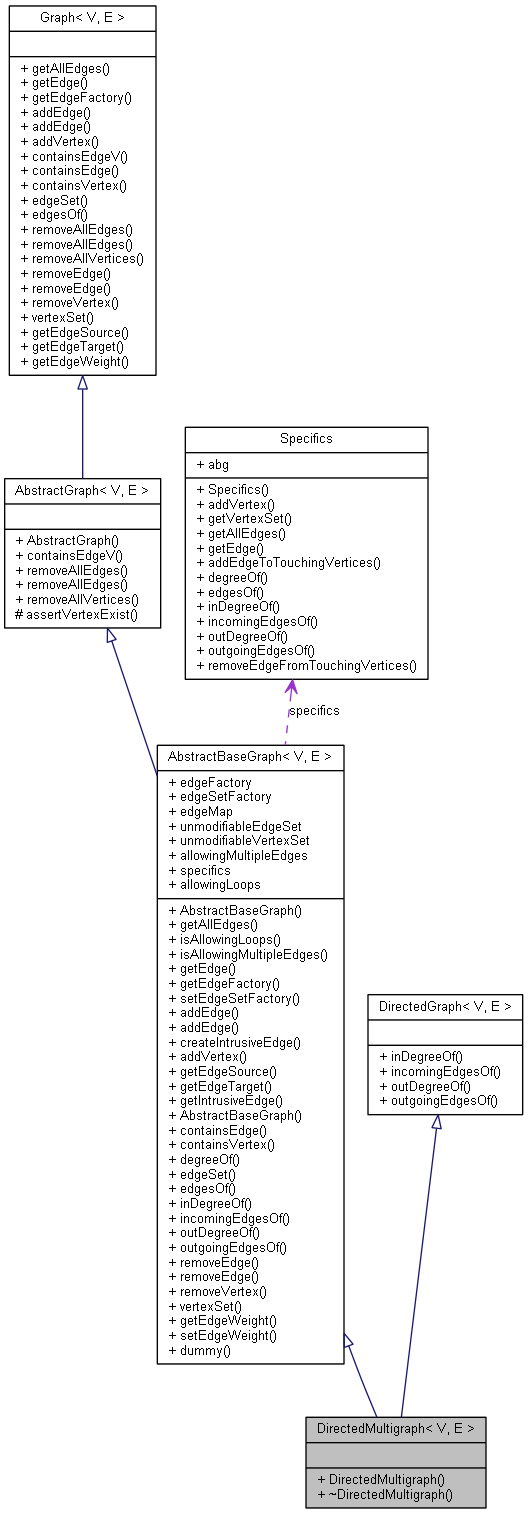 Graph< V, E >
+ getAllEdges()
+ getEdge()
+ getEdgeFactory()
+ addEdge()
+ addEdge()
+ addVertex()
+ containsEdgeV()
+ containsEdge()
+ containsVertex()
+ edgeSet()
+ edgesOf()
+ removeAllEdges()
+ removeAllEdges()
+ removeAllVertices()
+ removeEdge()
+ removeEdge()
+ removeVertex()
+ vertexSet()
+ getEdgeSource()
+ getEdgeTarget()
+ getEdgeWeight()
AbstractGraph< V, E >
+ AbstractGraph()
+ containsEdgeV()
+ removeAllEdges()
+ removeAllEdges()
+ removeAllVertices()
# assertVertexExist()
Specifics
+ abg
+ Specifics()
+ addVertex()
+ getVertexSet()
+ getAllEdges()
+ getEdge()
+ addEdgeToTouchingVertices()
+ degreeOf()
+ edgesOf()
+ inDegreeOf()
+ incomingEdgesOf()
+ outDegreeOf()
+ outgoingEdgesOf()
+ removeEdgeFromTouchingVertices()
specifics
AbstractBaseGraph< V, E >
+ edgeFactory
+ edgeSetFactory
+ edgeMap
+ unmodifiableEdgeSet
+ unmodifiableVertexSet
+ allowingMultipleEdges
+ specifics
+ allowingLoops
+ AbstractBaseGraph()
+ getAllEdges()
+ isAllowingLoops()
+ isAllowingMultipleEdges()
+ getEdge()
+ getEdgeFactory()
+ setEdgeSetFactory()
+ addEdge()
+ addEdge()
+ createIntrusiveEdge()
+ addVertex()
+ getEdgeSource()
+ getEdgeTarget()
+ getIntrusiveEdge()
+ AbstractBaseGraph()
+ containsEdge()
+ containsVertex()
+ degreeOf()
+ edgeSet()
+ edgesOf()
+ inDegreeOf()
+ incomingEdgesOf()
+ outDegreeOf()
+ outgoingEdgesOf()
+ removeEdge()
+ removeEdge()
+ removeVertex()
+ vertexSet()
+ getEdgeWeight()
+ setEdgeWeight()
+ dummy()
DirectedGraph< V, E >
+ inDegreeOf()
+ incomingEdgesOf()
+ outDegreeOf()
+ outgoingEdgesOf()
DirectedMultigraph< V, E >
+ DirectedMultigraph()
+ ~DirectedMultigraph()